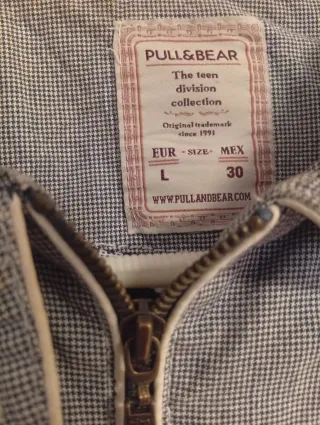 PULL&BEAR
The teen
division
collection
Original trademark
since 1991
EUR - SIZE - MEX
L 30
WWW.PULLANDBEAR.COM